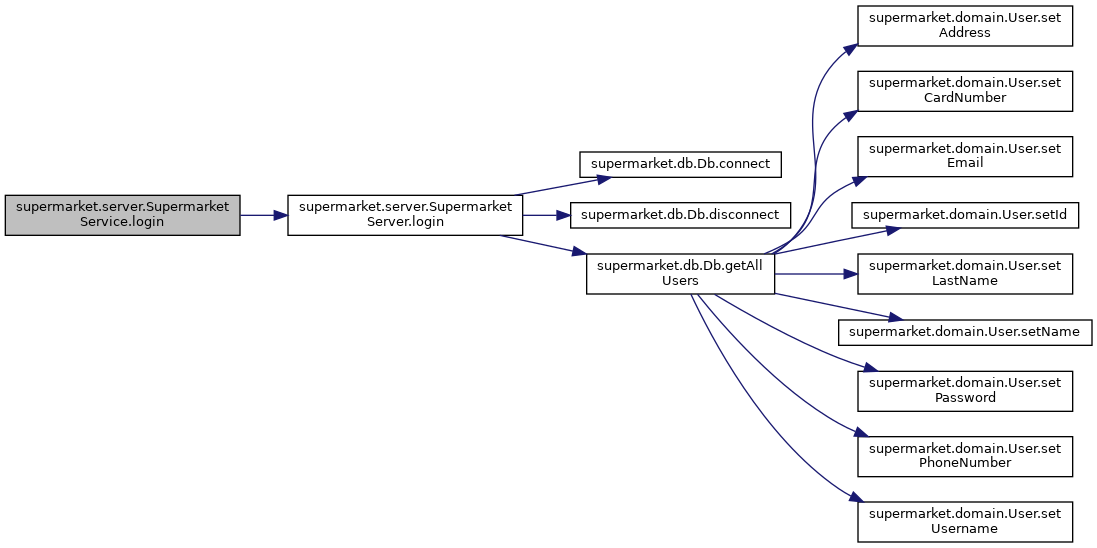 supermarket.server.Supermarket
Service.login
supermarket.server.Supermarket
Server.login
supermarket.db.Db.connect
supermarket.db.Db.disconnect
supermarket.db.Db.getAll
Users
supermarket.domain.User.set
Address
supermarket.domain.User.set
CardNumber
supermarket.domain.User.set
Email
supermarket.domain.User.setId
supermarket.domain.User.set
LastName
supermarket.domain.User.setName
supermarket.domain.User.set
Password
supermarket.domain.User.set
PhoneNumber
supermarket.domain.User.set
Username